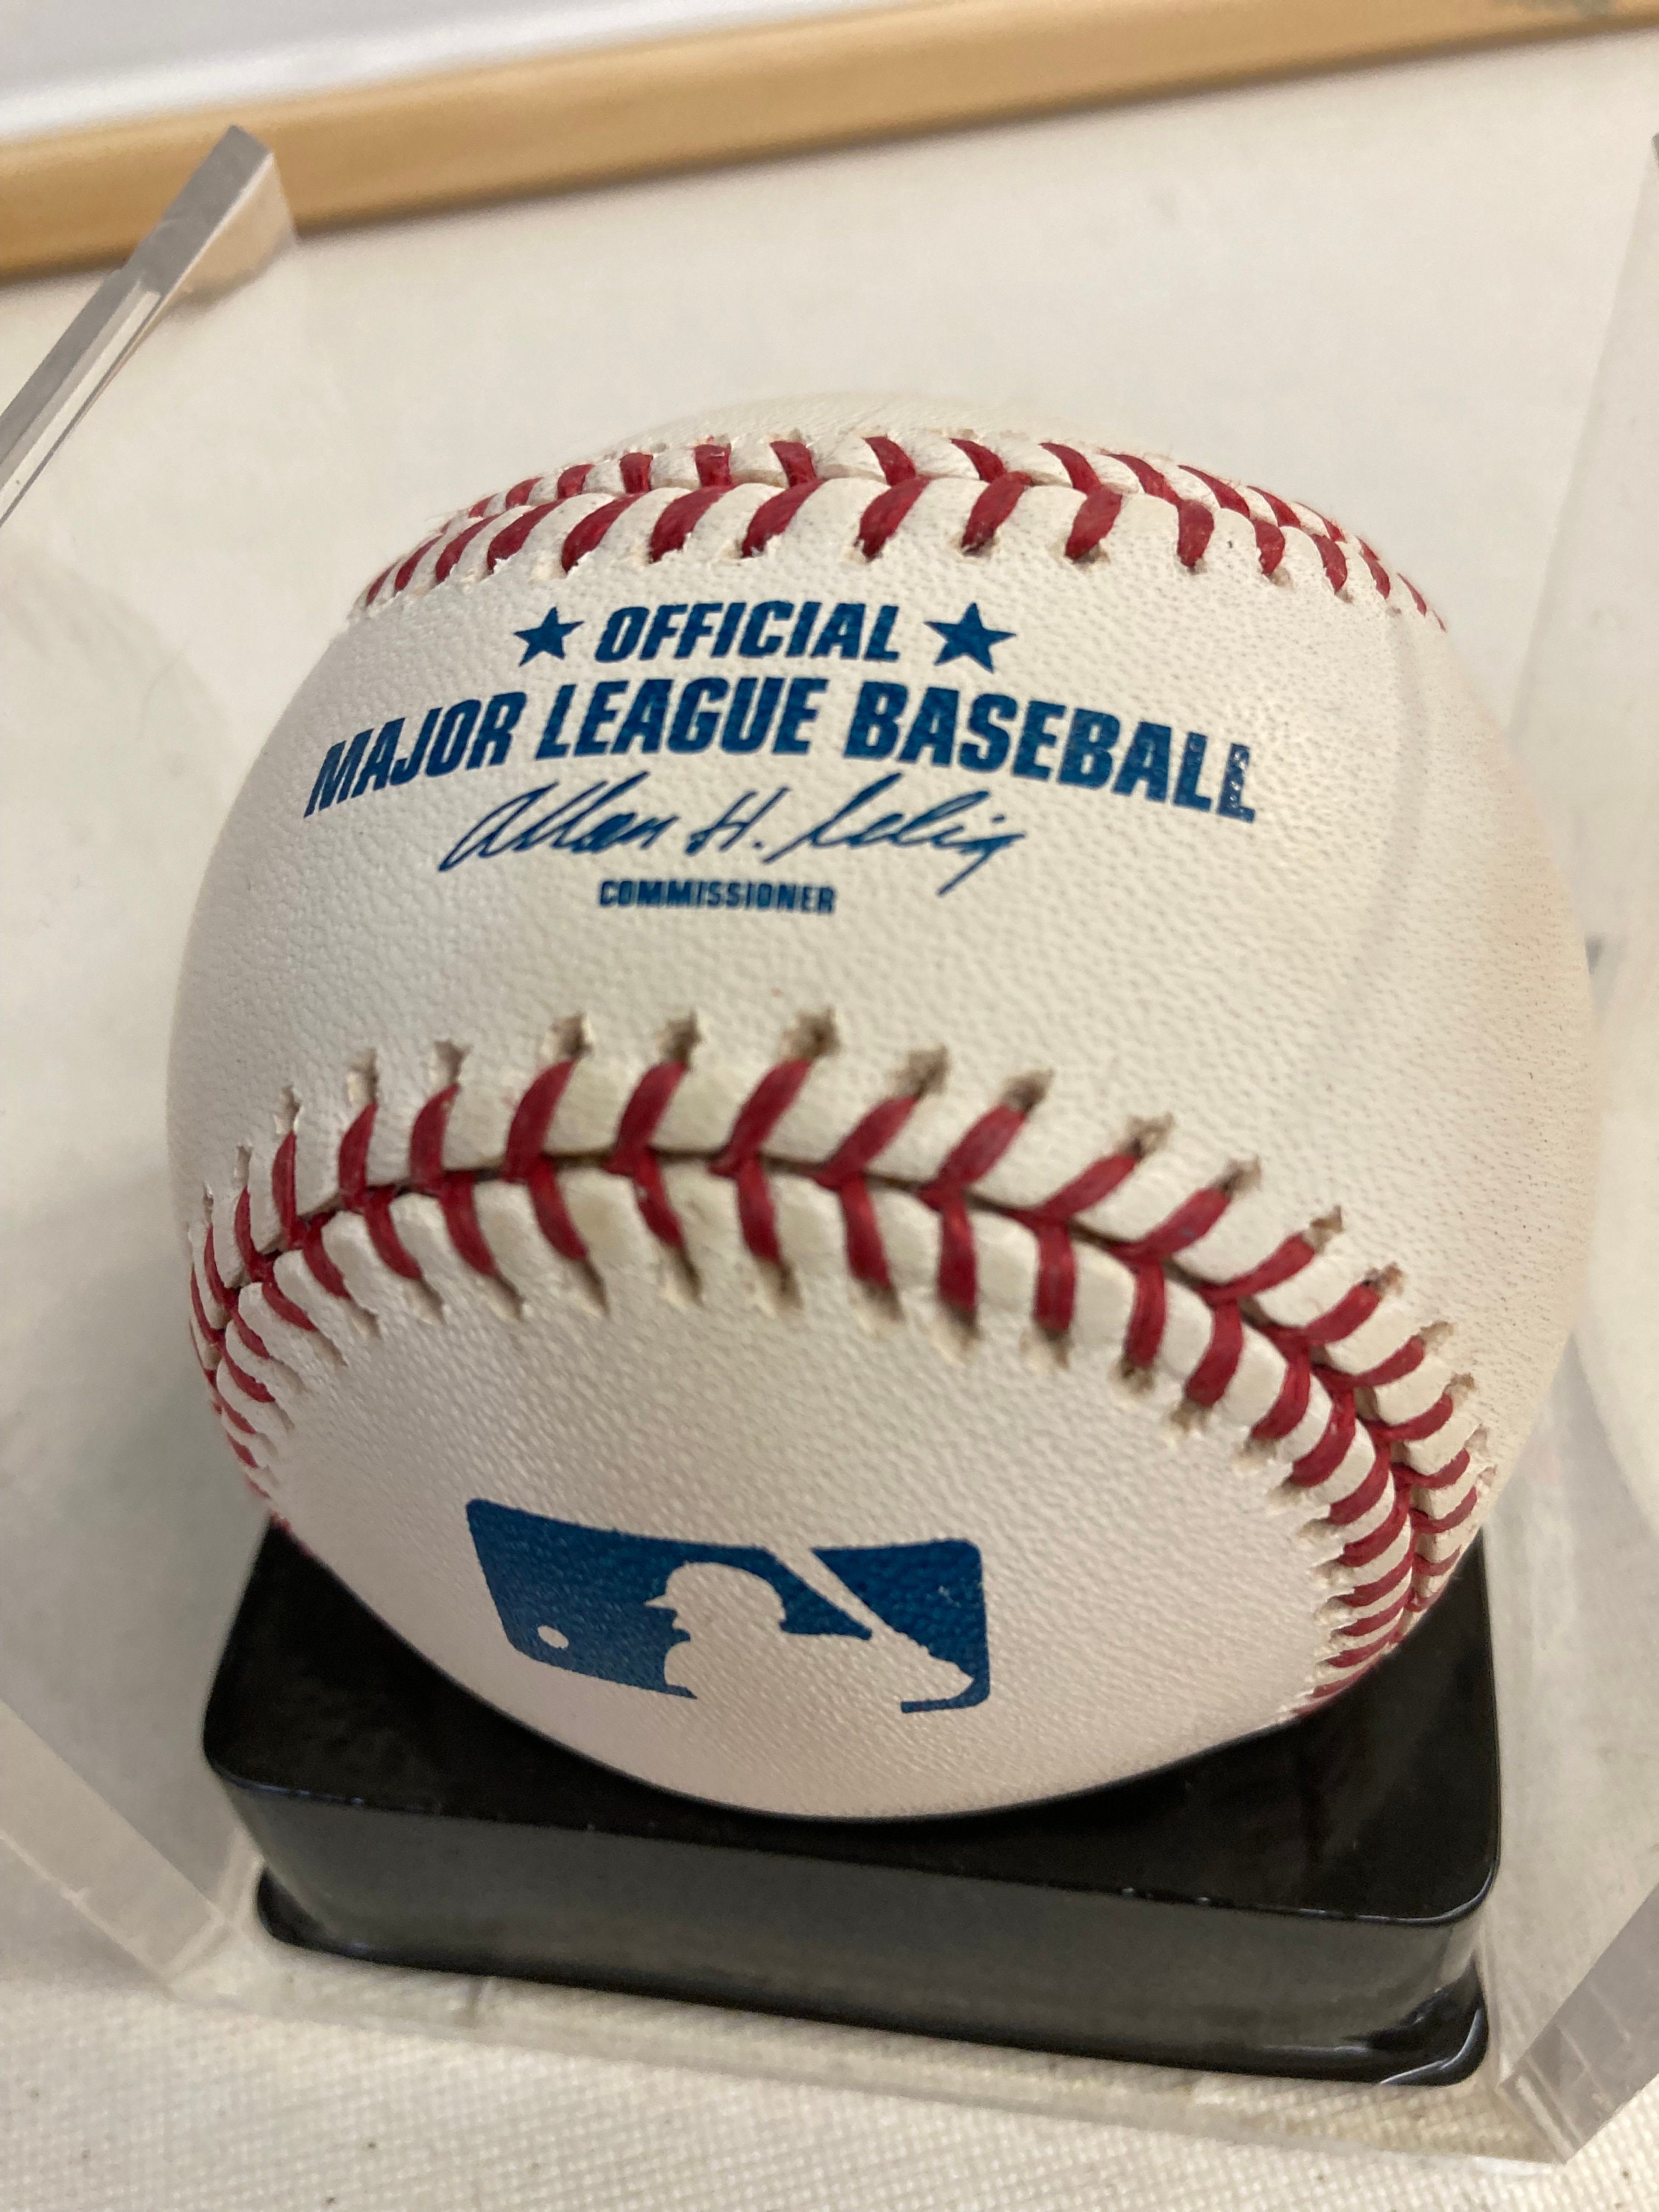 ★ OFFICIAL ★
MAJOR LEAGUE BASEBALL
Allan H. Selig
COMMISSIONER